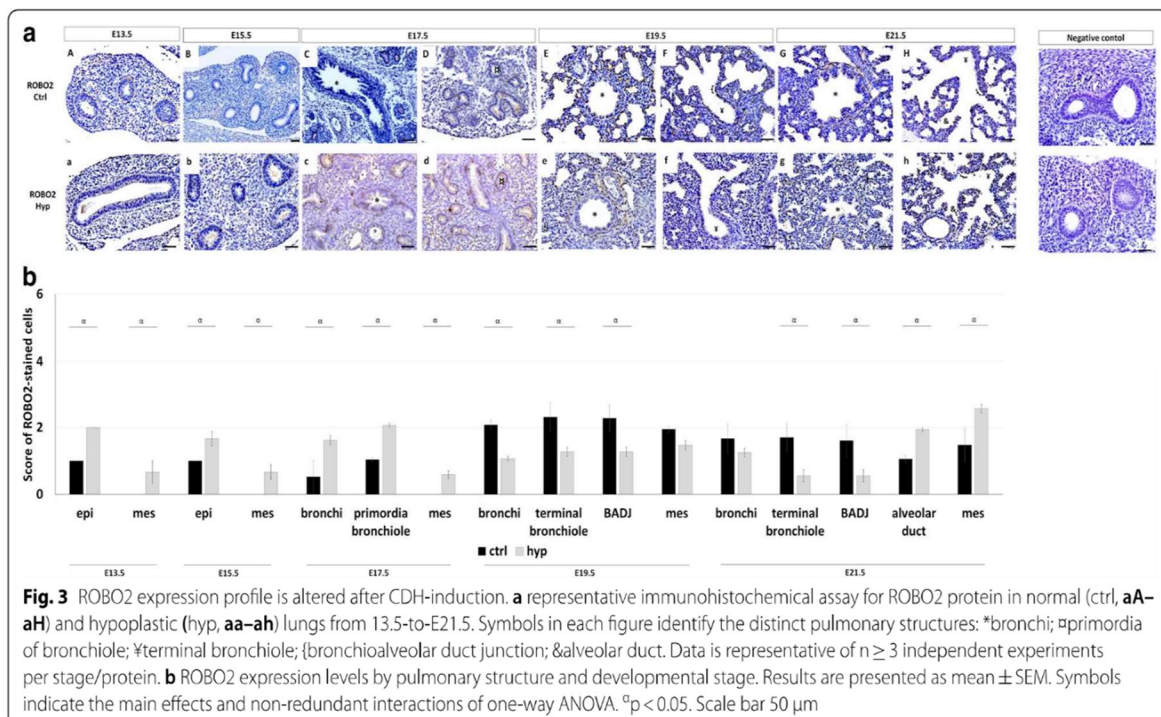 a
E13.5 E15.5 E17.5 E19.5 E21.5 Negative contol
A B C D E F G H
ROBO2
Ctrl
* ¤ * ¥ * ¥
a b c d e f g h
ROBO2
Hyp
* ¤ * ¥ *
b
6
α α α α α α α α α α α α α α
4
2
0
Score of ROBO2-stained cells
epi mes epi mes bronchi primordia bronchiole mes bronchi terminal bronchiole BADJ mes bronchi terminal bronchiole BADJ alveolar duct mes
■ ctrl ■ hyp
E13.5 E15.5 E17.5 E19.5 E21.5
Fig. 3 ROBO2 expression profile is altered after CDH-induction. a representative immunohistochemical assay for ROBO2 protein in normal (ctrl, aA–
aH) and hypoplastic (hyp, aa–ah) lungs from 13.5-to-E21.5. Symbols in each figure identify the distinct pulmonary structures: *bronchi; ¤primordia
of bronchiole; ¥terminal bronchiole; {bronchioalveolar duct junction; &alveolar duct. Data is representative of n ≥ 3 independent experiments
per stage/protein. b ROBO2 expression levels by pulmonary structure and developmental stage. Results are presented as mean ± SEM. Symbols
indicate the main effects and non-redundant interactions of one-way ANOVA. αp < 0.05. Scale bar 50 μm